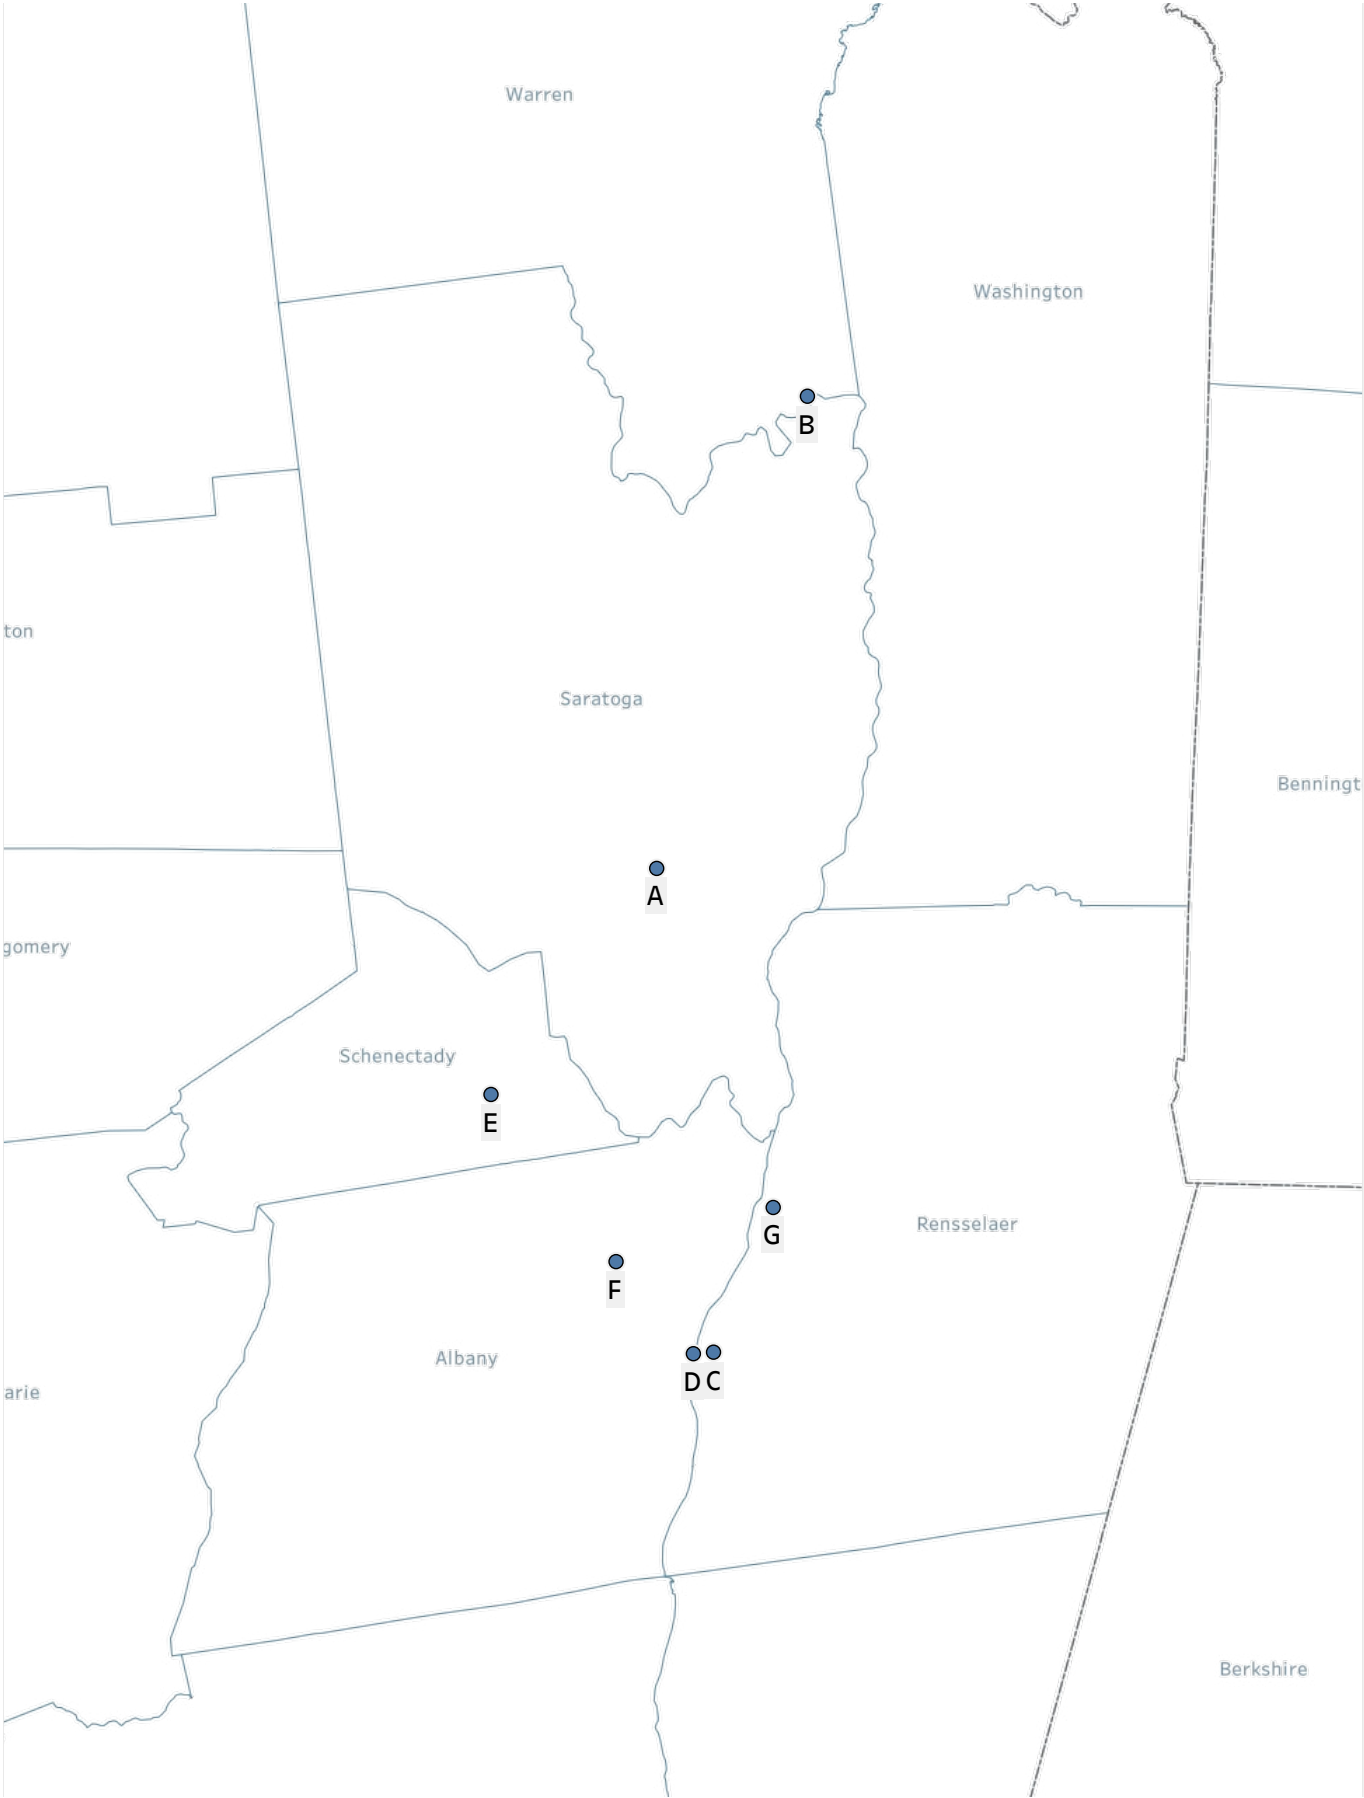 Warren
Washington
B
ton
Saratoga
Benningt
A
gomery
Schenectady
E
Rensselaer
G
F
Albany
D C
arie
Berkshire